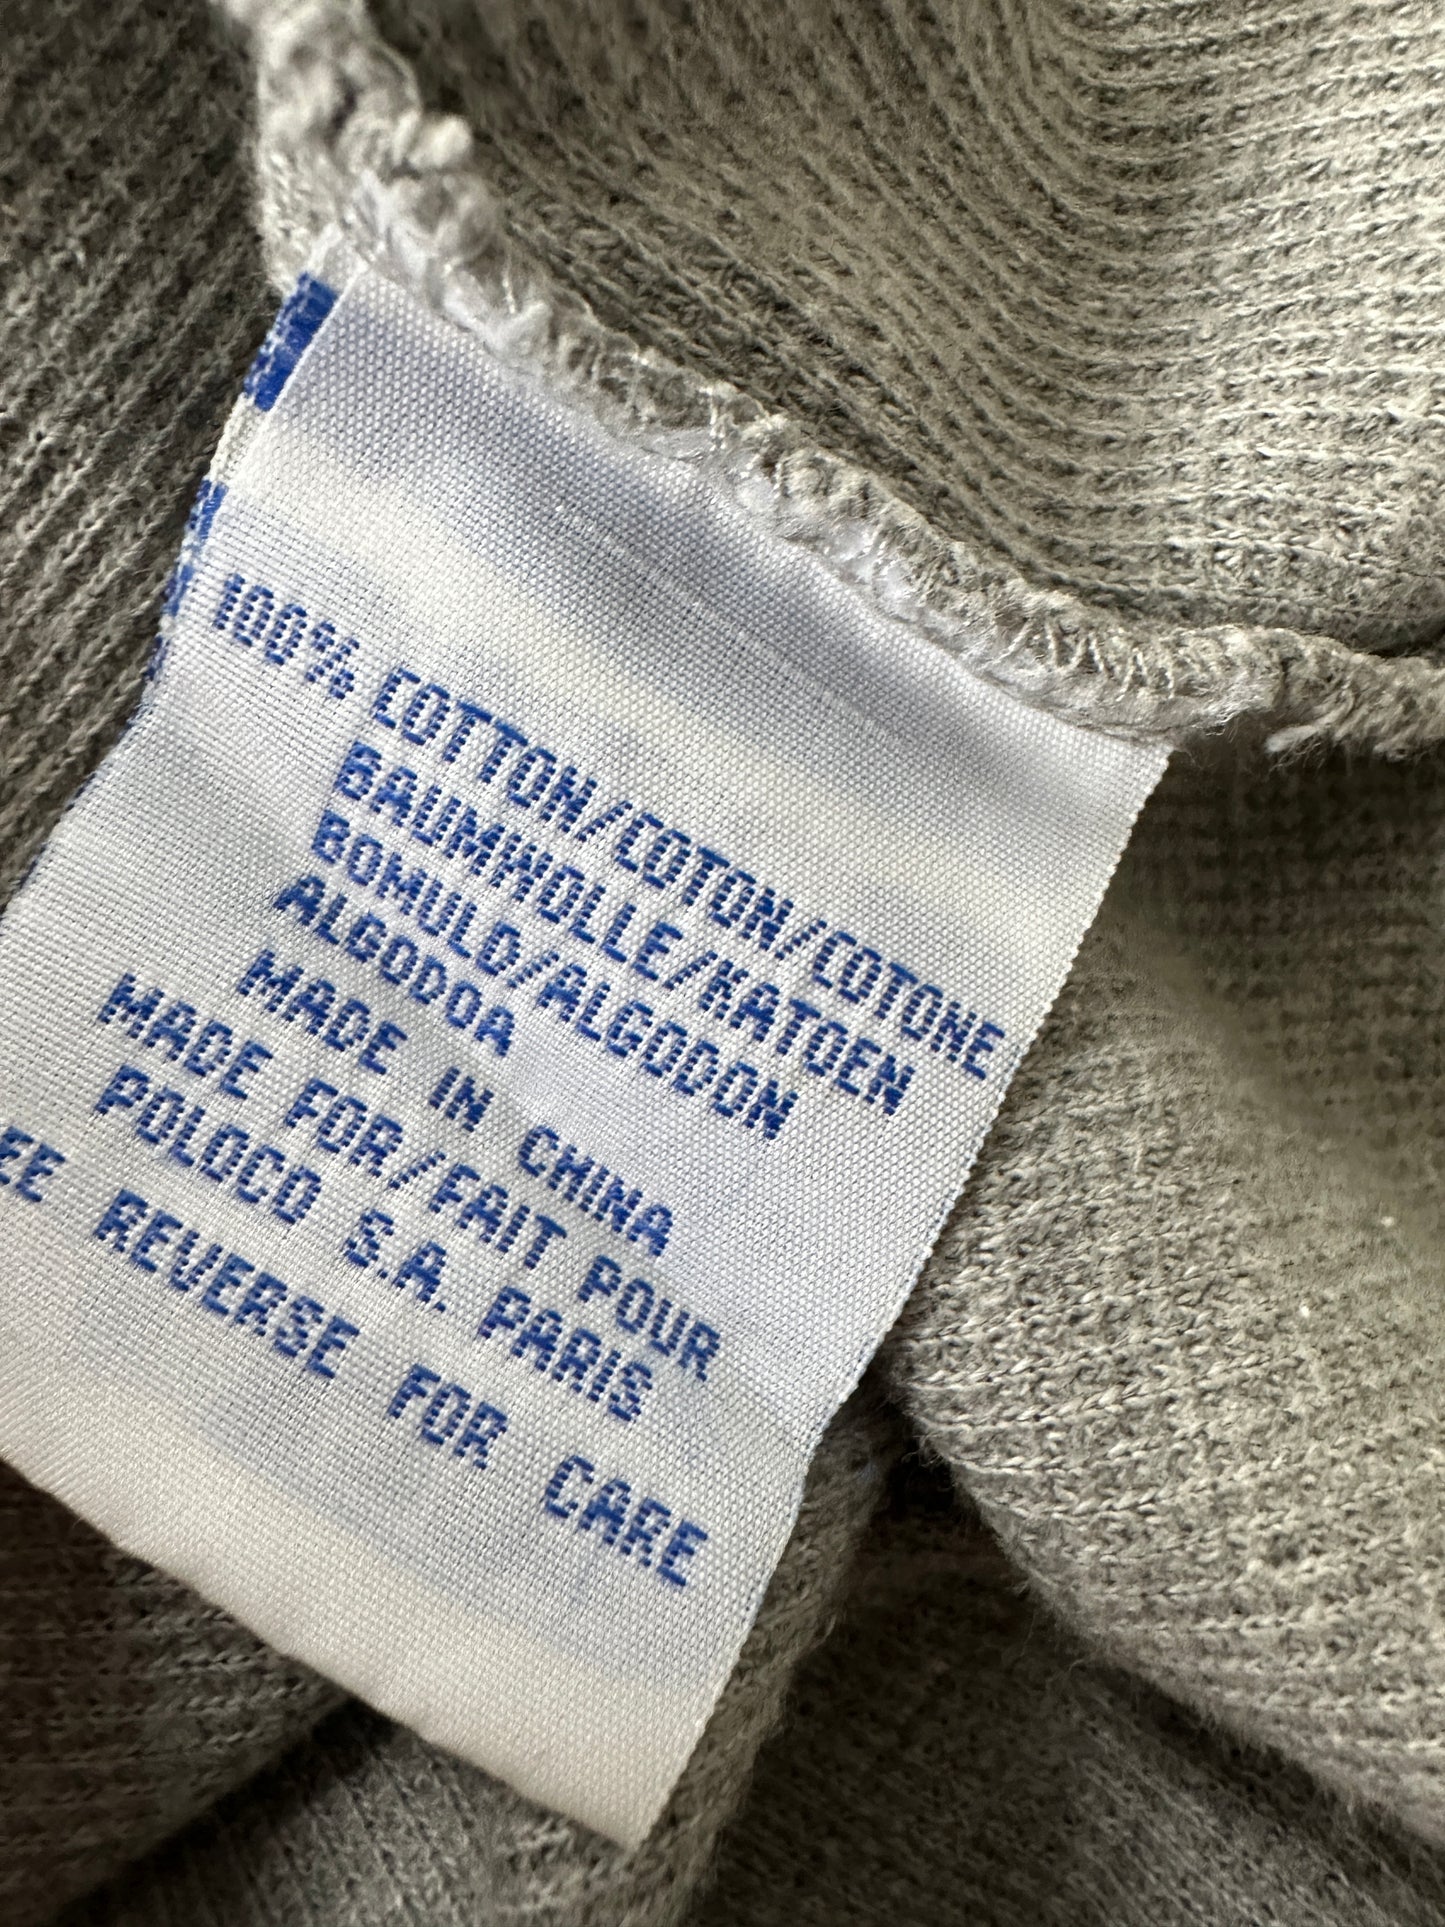 100% COTTON/COTON/COTONE
BAUMWOLLE/KATOEN
BOMULD/ALGODON
ALGODOA
MADE IN CHINA
MADE FOR/FAIT POUR
POLOCO S.A. PARIS
EE REVERSE FOR CARE